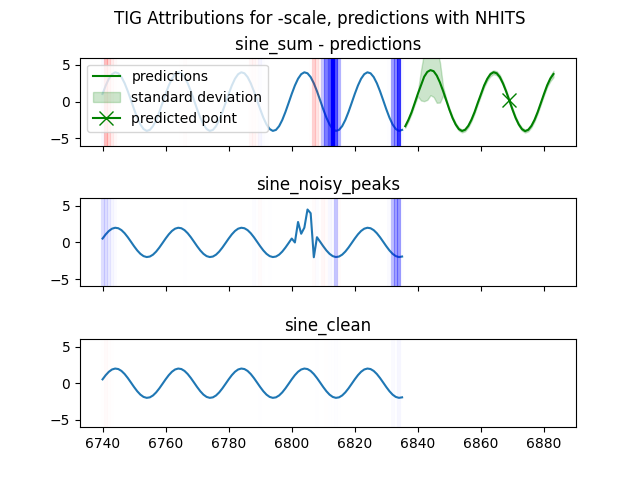 TIG Attributions for -scale, predictions with NHITS
sine_sum - predictions
5
0
−5
predictions
standard deviation
predicted point
sine_noisy_peaks
5
0
−5
sine_clean
5
0
−5
6740 6760 6780 6800 6820 6840 6860 6880